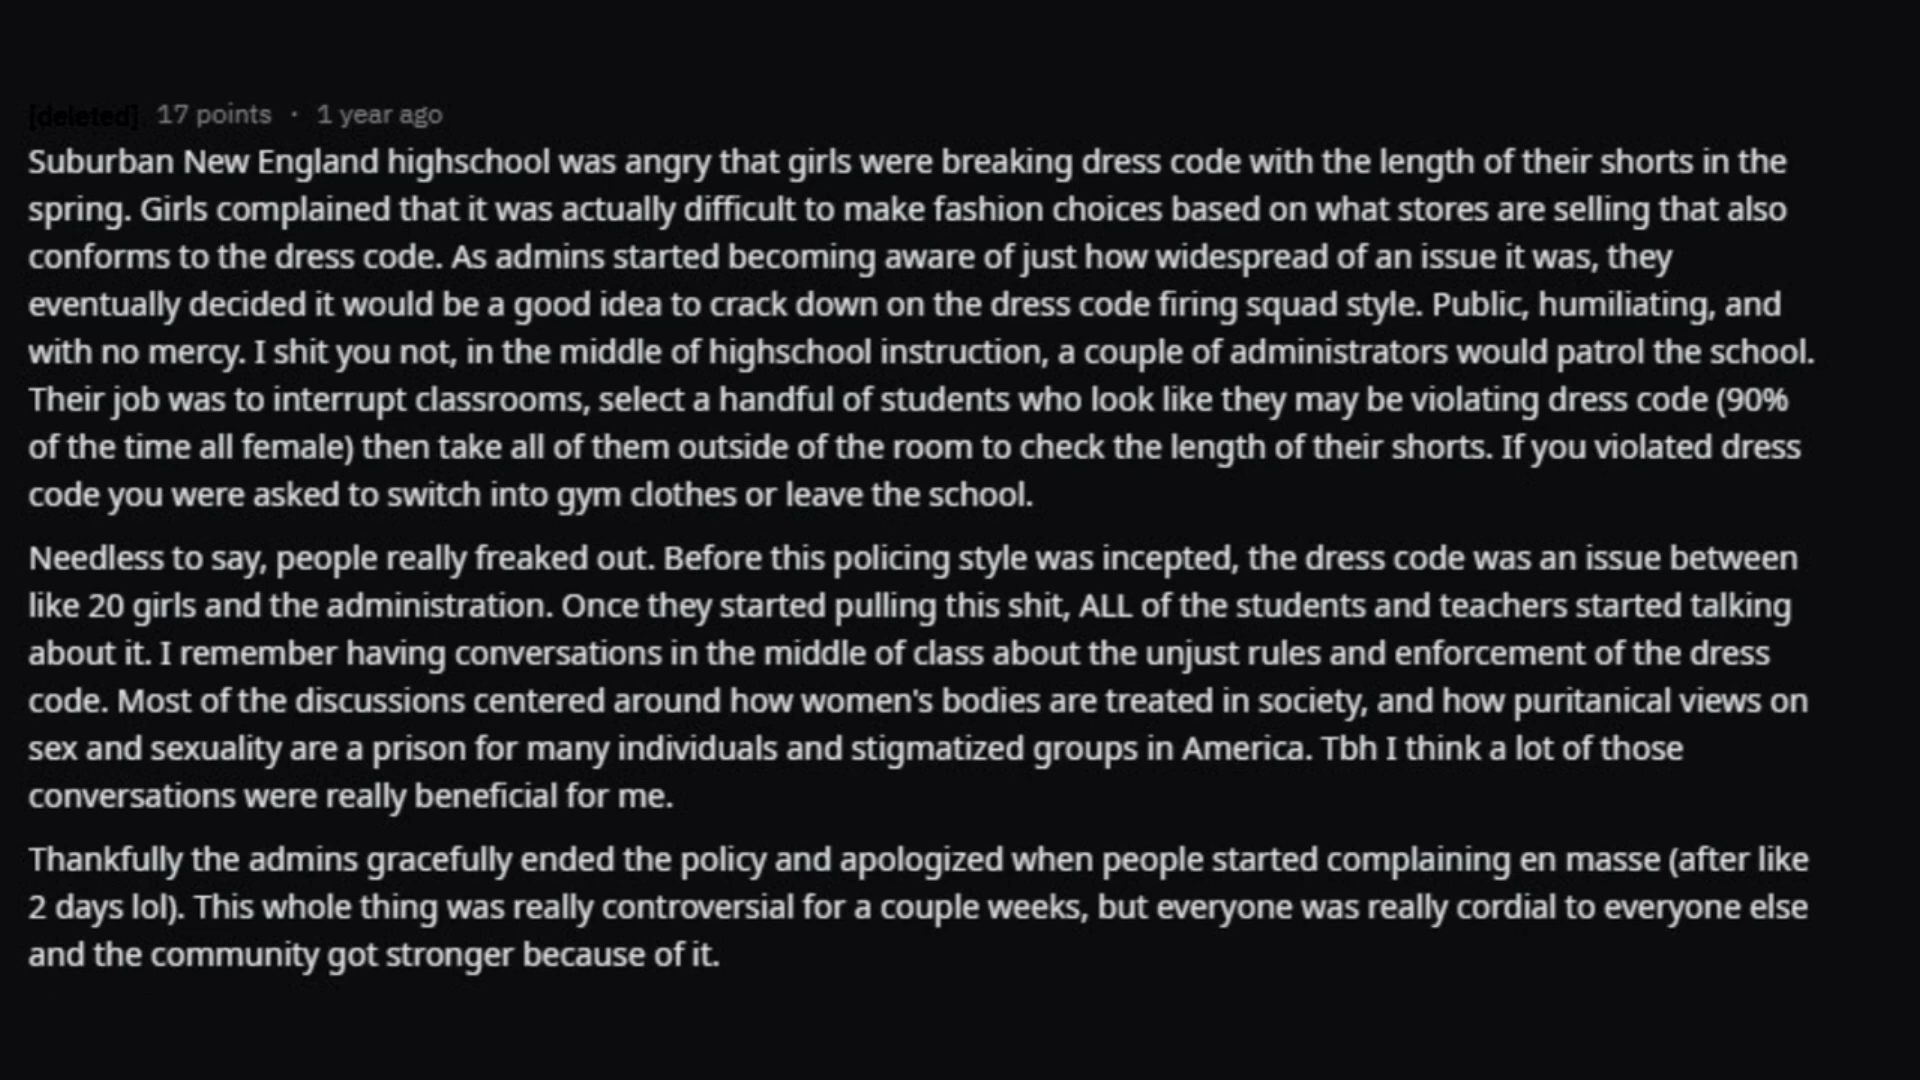 [deleted] 17 points · 1 year ago
Suburban New England highschool was angry that girls were breaking dress code with the length of their shorts in the
spring. Girls complained that it was actually difficult to make fashion choices based on what stores are selling that also
conforms to the dress code. As admins started becoming aware of just how widespread of an issue it was, they
eventually decided it would be a good idea to crack down on the dress code firing squad style. Public, humiliating, and
with no mercy. I shit you not, in the middle of highschool instruction, a couple of administrators would patrol the school.
Their job was to interrupt classrooms, select a handful of students who look like they may be violating dress code (90%
of the time all female) then take all of them outside of the room to check the length of their shorts. If you violated dress
code you were asked to switch into gym clothes or leave the school.
Needless to say, people really freaked out. Before this policing style was incepted, the dress code was an issue between
like 20 girls and the administration. Once they started pulling this shit, ALL of the students and teachers started talking
about it. I remember having conversations in the middle of class about the unjust rules and enforcement of the dress
code. Most of the discussions centered around how women's bodies are treated in society, and how puritanical views on
sex and sexuality are a prison for many individuals and stigmatized groups in America. Tbh I think a lot of those
conversations were really beneficial for me.
Thankfully the admins gracefully ended the policy and apologized when people started complaining en masse (after like
2 days lol). This whole thing was really controversial for a couple weeks, but everyone was really cordial to everyone else
and the community got stronger because of it.